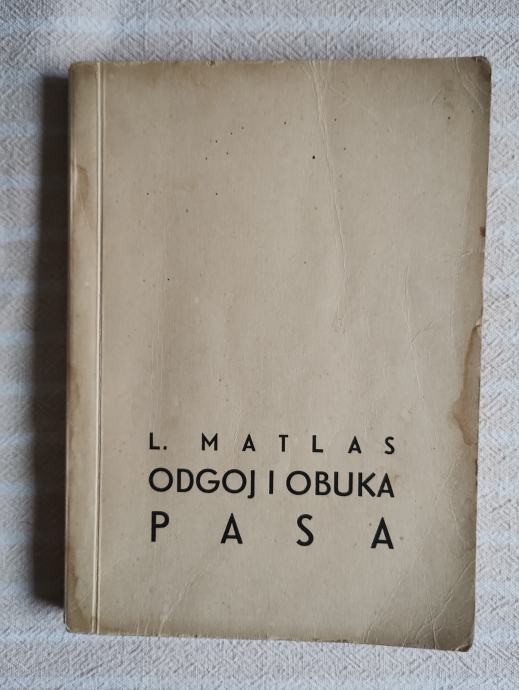 L. MATLAS
ODGOJ I OBUKA
PASA